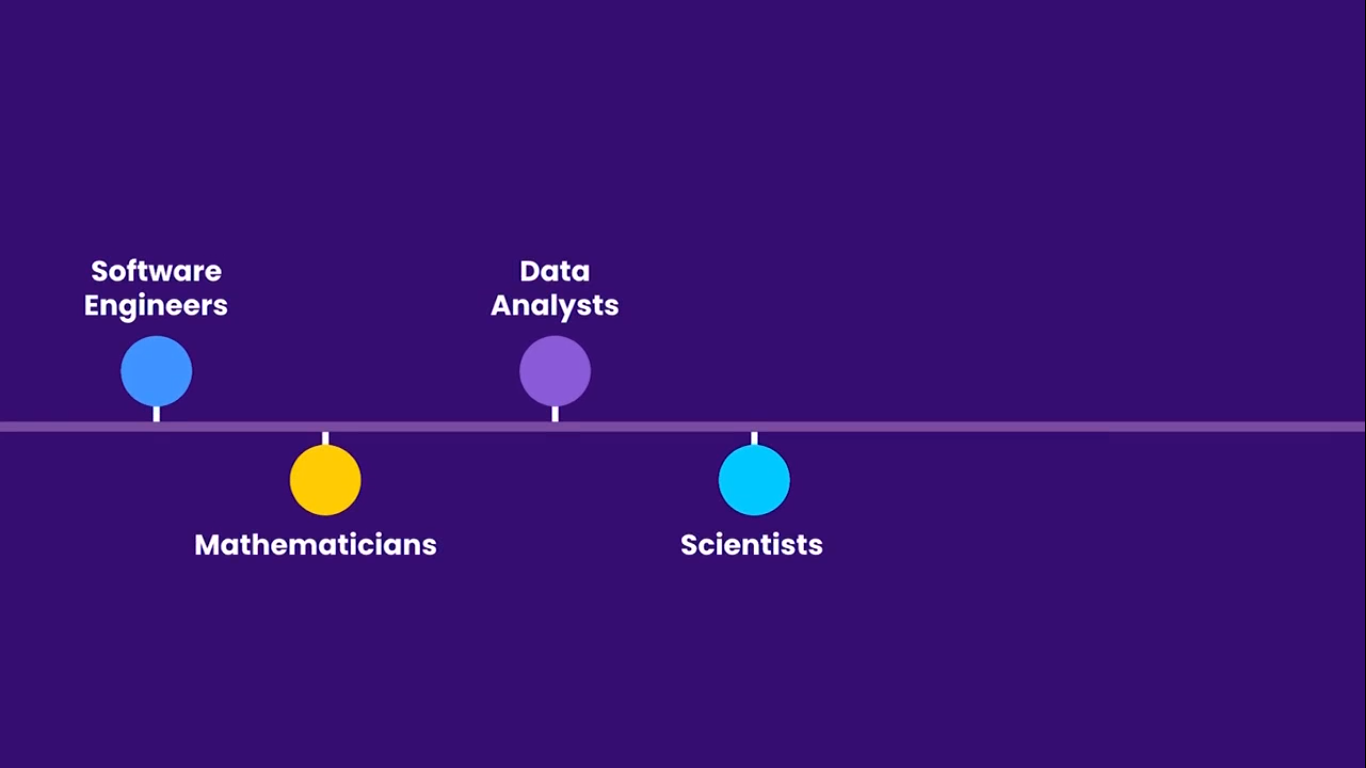 Software
Engineers
Data
Analysts
Mathematicians
Scientists